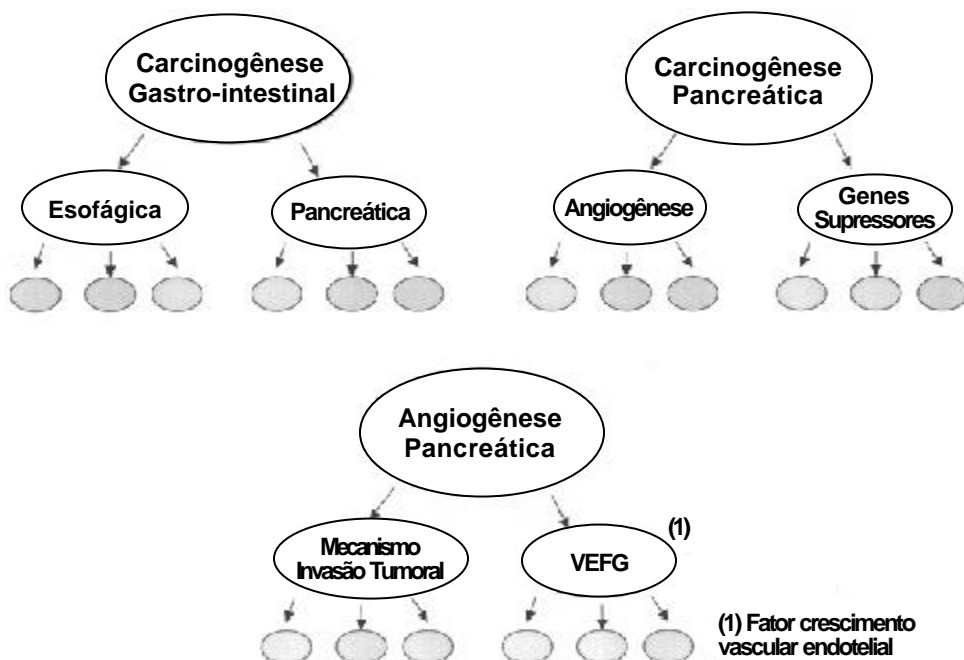 Carcinogênese
Gastro-intestinal
Esofágica
Pancreática
Carcinogênese
Pancreática
Angiogênese
Genes
Supressores
Angiogênese
Pancreática
Mecanismo
Invasão Tumoral
VEFG
(1)
(1) Fator crescimento
vascular endotelial